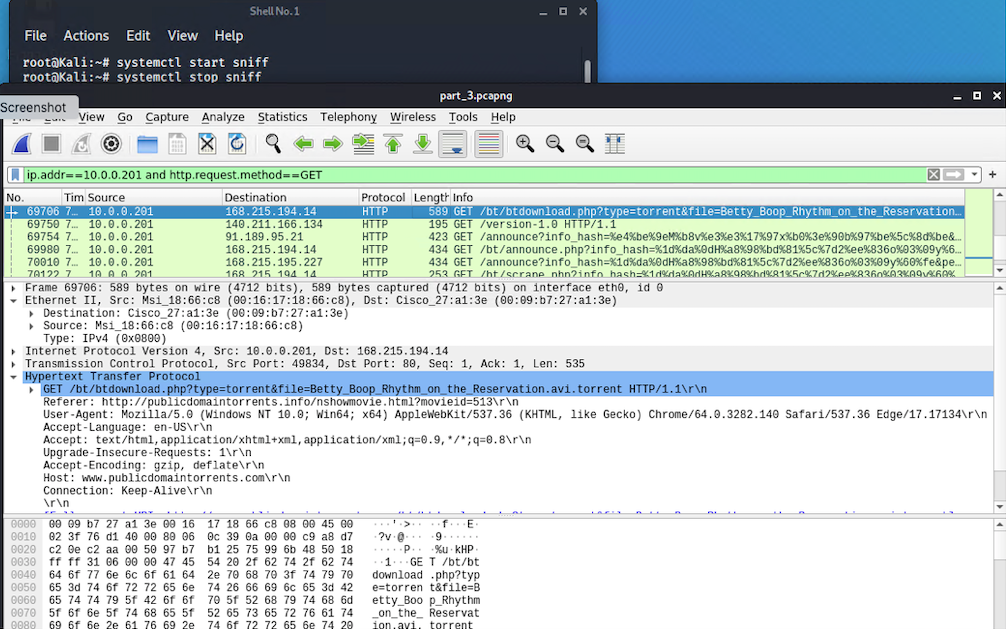 Shell No.1
File Actions Edit View Help
root@Kali:~# systemctl start sniff
root@Kali:~# systemctl stop sniff
part_3.pcapng
Screenshot
View Go Capture Analyze Statistics Telephony Wireless Tools Help
ip.addr==10.0.0.201 and http.request.method==GET
No. Tim Source Destination Protocol Length Info
69706 7… 10.0.0.201 168.215.194.14 HTTP 589 GET /bt/btdownload.php?type=torrent&file=Betty_Boop_Rhythm_on_the_Reservation…
69750 7… 10.0.0.201 140.211.166.134 HTTP 195 GET /version-1.0 HTTP/1.1
69754 7… 10.0.0.201 91.189.95.21 HTTP 423 GET /announce?info_hash=%e4%be%9eM%b8v%e3%e3%17%97x%b0%3e%90b%97%be%5c%8d%be&…
69980 7… 10.0.0.201 168.215.194.14 HTTP 434 GET /bt/announce.php?info_hash=%1d%da%0dH%a8%98%bd%81%5c%7d2%ee%836o%03%09y%6…
70010 7… 10.0.0.201 168.215.195.227 HTTP 434 GET /announce?info_hash=%1d%da%0dH%a8%98%bd%81%5c%7d2%ee%836o%03%09y%60%fe&pe…
70122 7… 10.0.0.201 168.215.194.14 HTTP 253 GET /bt/scrape.php?info_hash=%1d%da%0dH%a8%98%bd%81%5c%7d2%ee%836o%03%09y%60%…
Frame 69706: 589 bytes on wire (4712 bits), 589 bytes captured (4712 bits) on interface eth0, id 0
Ethernet II, Src: Msi_18:66:c8 (00:16:17:18:66:c8), Dst: Cisco_27:a1:3e (00:09:b7:27:a1:3e)
Destination: Cisco_27:a1:3e (00:09:b7:27:a1:3e)
Source: Msi_18:66:c8 (00:16:17:18:66:c8)
Type: IPv4 (0x0800)
Internet Protocol Version 4, Src: 10.0.0.201, Dst: 168.215.194.14
Transmission Control Protocol, Src Port: 49834, Dst Port: 80, Seq: 1, Ack: 1, Len: 535
Hypertext Transfer Protocol
GET /bt/btdownload.php?type=torrent&file=Betty_Boop_Rhythm_on_the_Reservation.avi.torrent HTTP/1.1\r\n
Referer: http://publicdomaintorrents.info/nshowmovie.html?movieid=513\r\n
User-Agent: Mozilla/5.0 (Windows NT 10.0; Win64; x64) AppleWebKit/537.36 (KHTML, like Gecko) Chrome/64.0.3282.140 Safari/537.36 Edge/17.17134\r\n
Accept-Language: en-US\r\n
Accept: text/html,application/xhtml+xml,application/xml;q=0.9,*/*;q=0.8\r\n
Upgrade-Insecure-Requests: 1\r\n
Accept-Encoding: gzip, deflate\r\n
Host: www.publicdomaintorrents.com\r\n
Connection: Keep-Alive\r\n
\r\n
0000 00 09 b7 27 a1 3e 00 16 17 18 66 c8 08 00 45 00 ···'·>·· ··f···E·
0010 02 3f 76 d1 40 00 80 06 0c 39 0a 00 00 c9 a8 d7 ·?v·@··· ·9······
0020 c2 0e c2 aa 00 50 97 b7 b1 25 75 99 6b 48 50 18 ·····P·· ·%u·kHP·
0030 ff ff 31 06 00 00 47 45 54 20 2f 62 74 2f 62 74 ··1···GE T /bt/bt
0040 64 6f 77 6e 6c 6f 61 64 2e 70 68 70 3f 74 79 70 download .php?typ
0050 65 3d 74 6f 72 72 65 6e 74 26 66 69 6c 65 3d 42 e=torren t&file=B
0060 65 74 74 79 5f 42 6f 6f 70 5f 52 68 79 74 68 6d etty_Boo p_Rhythm
0070 5f 6f 6e 5f 74 68 65 5f 52 65 73 65 72 76 61 74 _on_the_ Reservat
0080 69 6f 6e 2e 61 76 69 2e 74 6f 72 72 65 6e 74 20 ion.avi. torrent